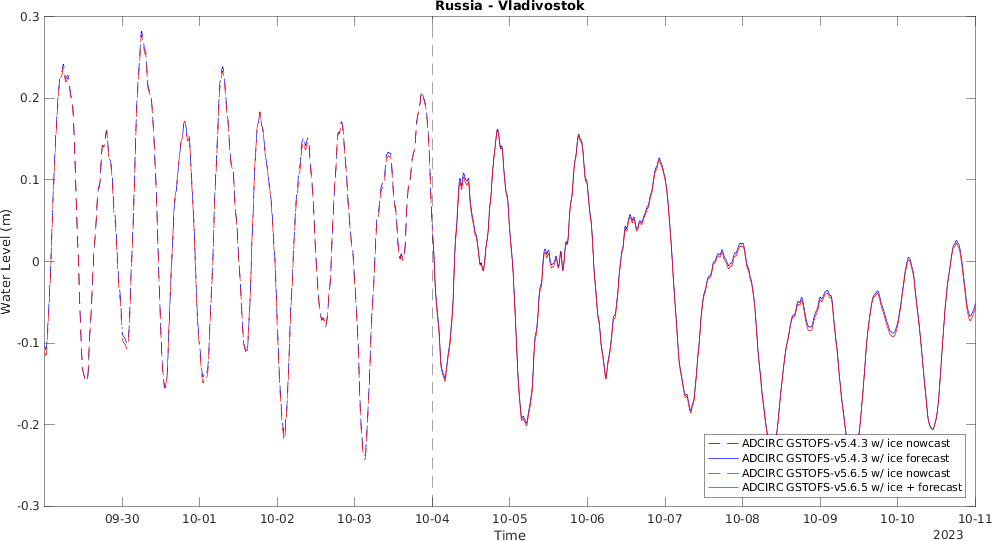 Russia - Vladivostok
0.3
0.2
0.1
0
-0.1
-0.2
-0.3
Water Level (m)
ADCIRC GSTOFS-v5.4.3 w/ ice nowcast
ADCIRC GSTOFS-v5.4.3 w/ ice forecast
ADCIRC GSTOFS-v5.6.5 w/ ice nowcast
ADCIRC GSTOFS-v5.6.5 w/ ice + forecast
09-30 10-01 10-02 10-03 10-04 10-05 10-06 10-07 10-08 10-09 10-10 10-11
Time
2023